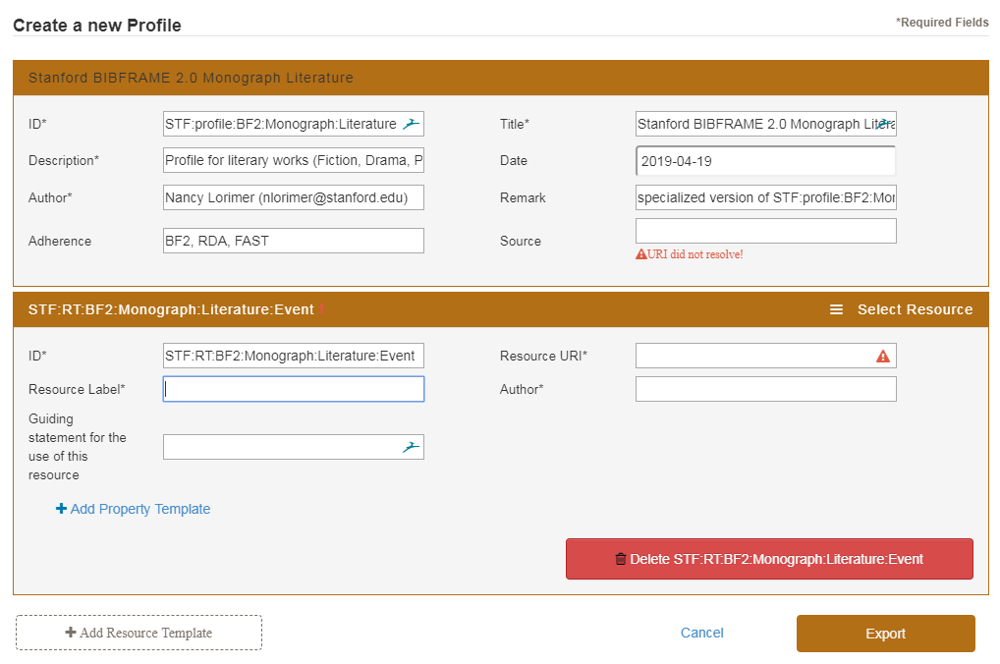 Create a new Profile
*Required Fields
Stanford BIBFRAME 2.0 Monograph Literature
ID*
STF:profile:BF2:Monograph:Literature
Title*
Stanford BIBFRAME 2.0 Monograph Litera
Description*
Profile for literary works (Fiction, Drama, P
Date
2019-04-19
Author*
Nancy Lorimer (nlorimer@stanford.edu)
Remark
specialized version of STF:profile:BF2:Mon
Adherence
BF2, RDA, FAST
Source
URI did not resolve!
STF:RT:BF2:Monograph:Literature:Event !
Select Resource
ID*
STF:RT:BF2:Monograph:Literature:Event
Resource URI*
Resource Label*
Author*
Guiding
statement for the
use of this
resource
Add Property Template
Delete STF:RT:BF2:Monograph:Literature:Event
Add Resource Template
Cancel
Export